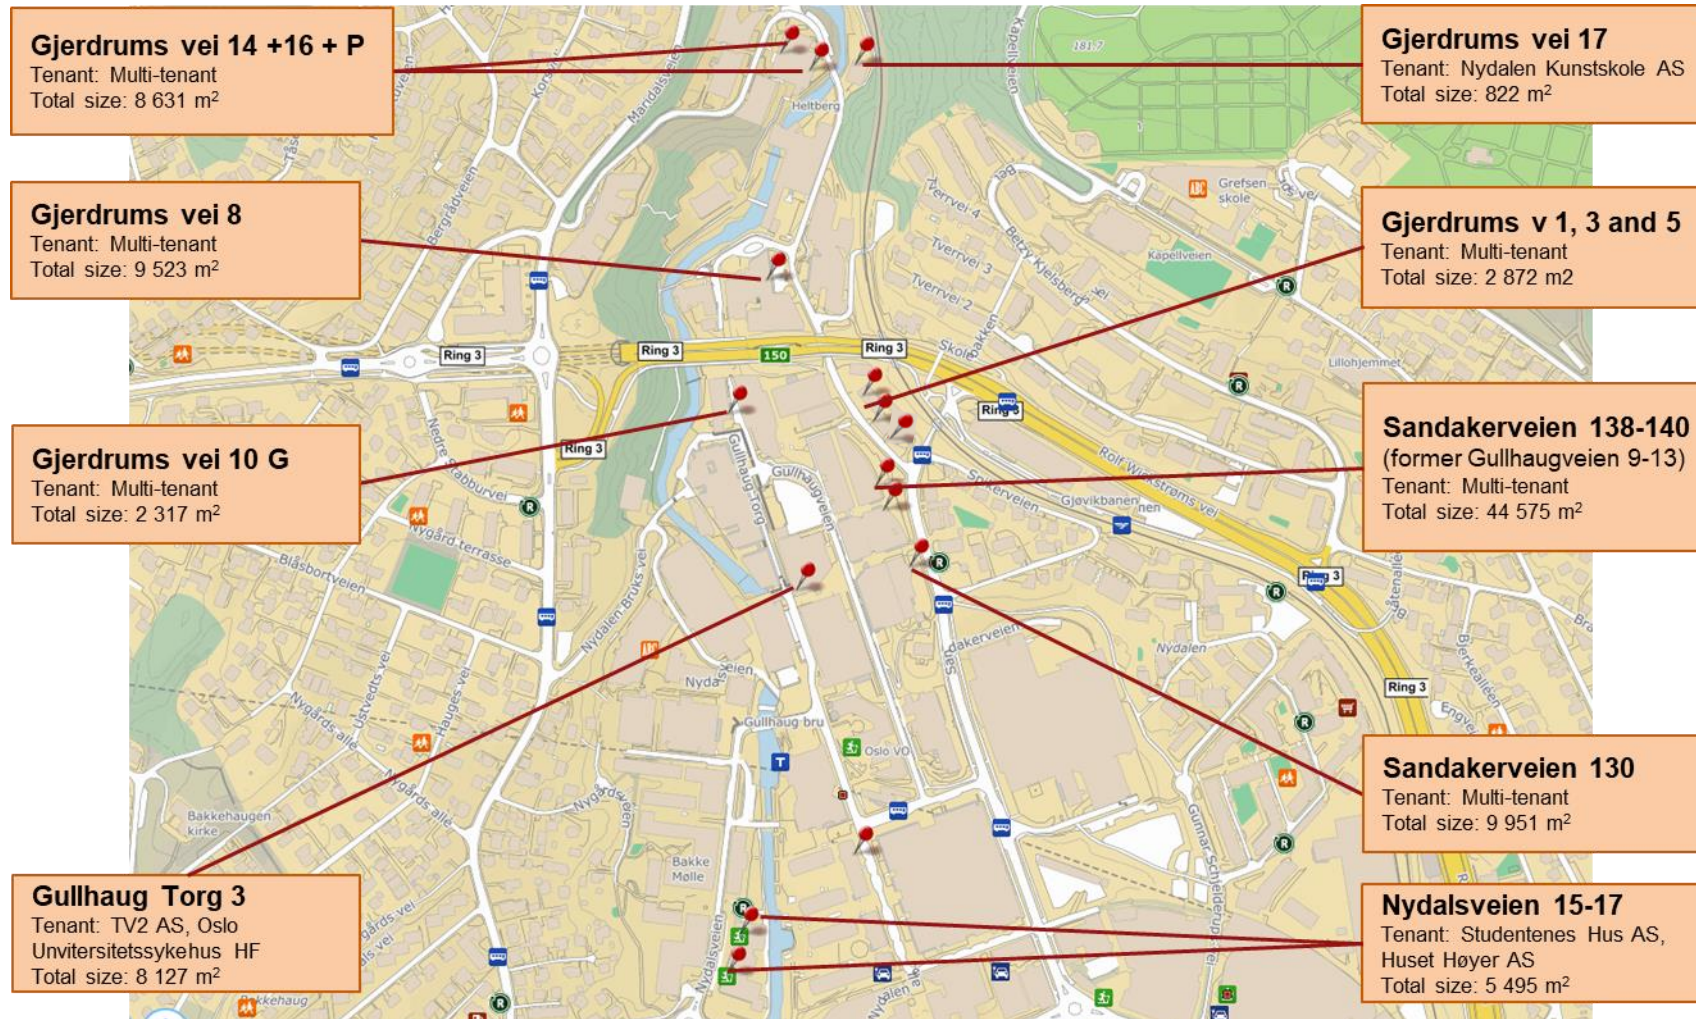 Gjerdrums vei 14 +16 + P
Tenant: Multi-tenant
Total size: 8 631 m²
Gjerdrums vei 8
Tenant: Multi-tenant
Total size: 9 523 m²
Gjerdrums vei 10 G
Tenant: Multi-tenant
Total size: 2 317 m²
Gullhaug Torg 3
Tenant: TV2 AS, Oslo
Unvitersitetssykehus HF
Total size: 8 127 m²
Gjerdrums vei 17
Tenant: Nydalen Kunstskole AS
Total size: 822 m²
Gjerdrums v 1, 3 and 5
Tenant: Multi-tenant
Total size: 2 872 m2
Sandakerveien 138-140
(former Gullhaugveien 9-13)
Tenant: Multi-tenant
Total size: 44 575 m²
Sandakerveien 130
Tenant: Multi-tenant
Total size: 9 951 m²
Nydalsveien 15-17
Tenant: Studentenes Hus AS,
Huset Høyer AS
Total size: 5 495 m²
Mandalsveien
Bergrådveien
Heltberg
Kapellveien
181.7
Grefsen
skole
ABC
Tverrvei 4
Tverrvei 3
Tverrvei 2
Betzy Kjelsbergs vei
Kapellveien
Lillohjemmet
Skolebakken
Ring 3
Ring 3
150
Ring 3
Ring 3
Ring 3
Ring 3
Ring 3
Rolf Wickstrøms vei
Gjøvikbanen
Spikerveien
Gullhaug Torg
Gullhaugveien
Nedre Stabburvei
Nygård terrasse
Blåsbortveien
Nydalen Bruks vei
Ustvedts vei
Hauges vei
Nygårds allé
Nygårds allé
Nygårdsveien
ABC
Gullhaug bru
T
Oslo VO
Nydalen
Bjerkealléen
Gunnar Schjelderups vei
Bakkehaugen
kirke
Bakke
Mølle
Nydalsveien
Bakkehaug
R
R
R
R
R
R
R
R
R